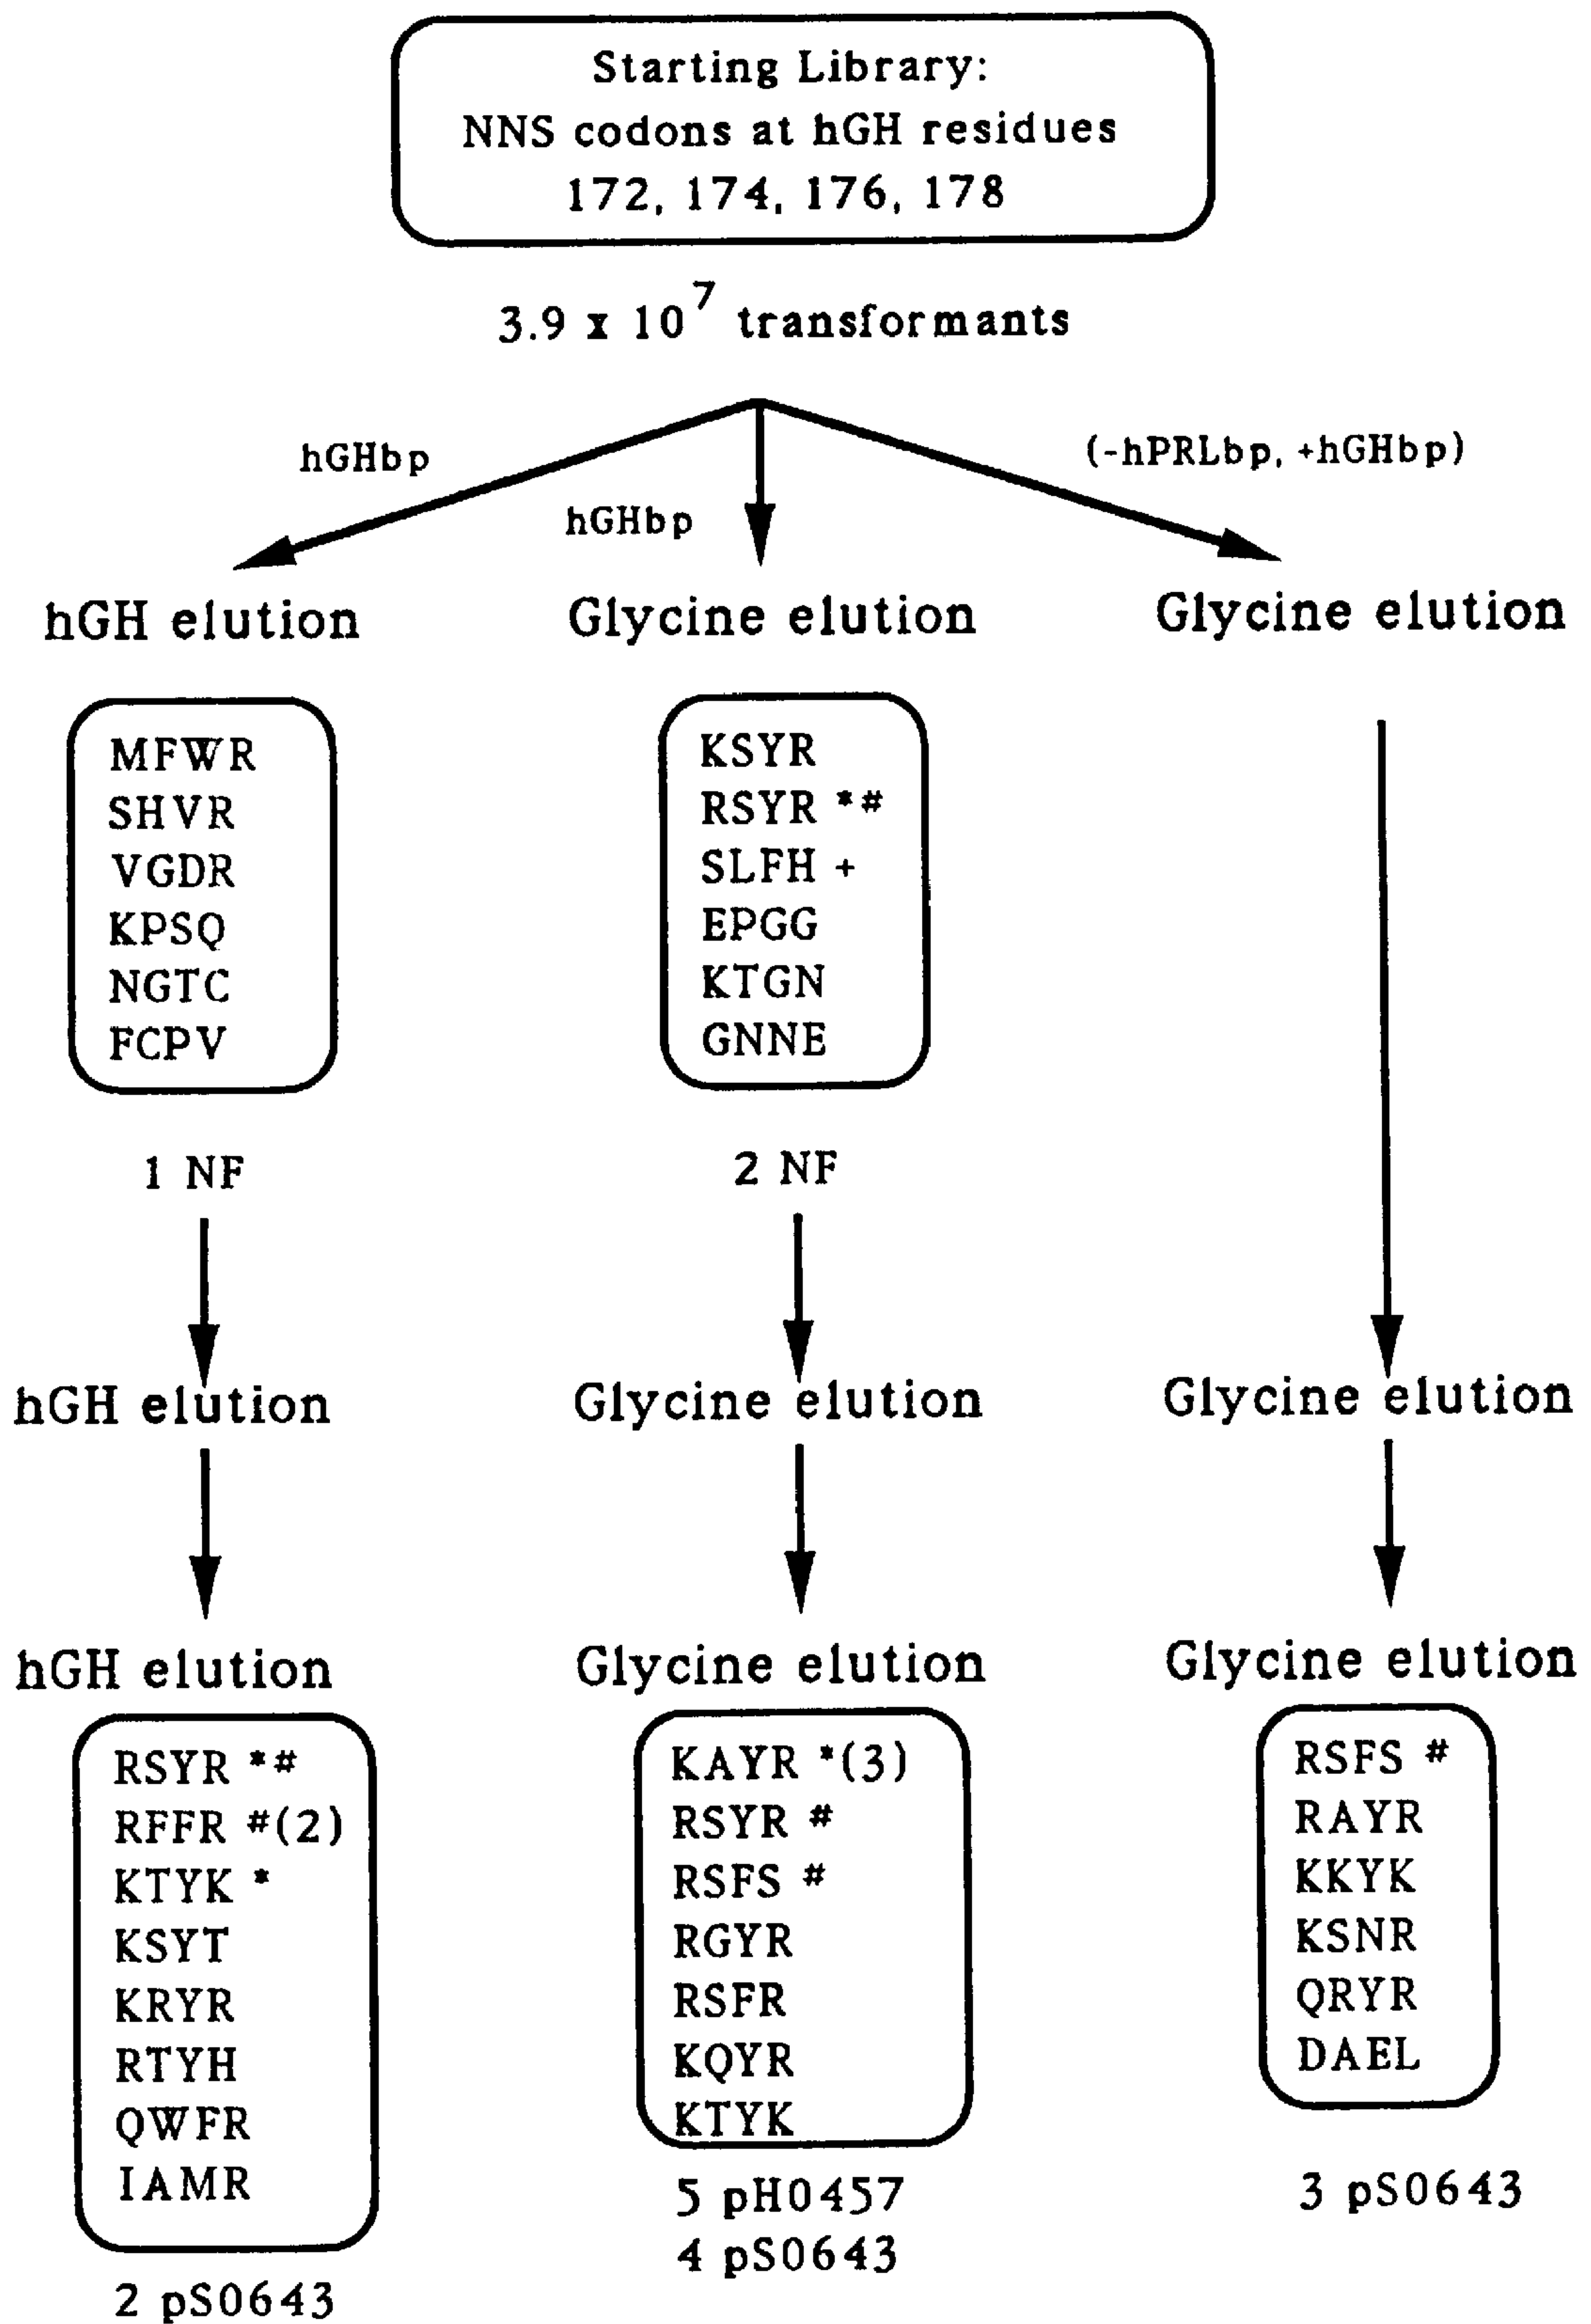 Starting Library:
NNS codons at hGH residues
172, 174, 176, 178
3.9 x 10^7 transformants
hGHbp
hGHbp
(-hPRLbp, +hGHbp)
hGH elution
Glycine elution
Glycine elution
MFWR
SHVR
VGDR
KPSQ
NGTC
FCPV
1 NF
KSYR
RSYR *#
SLFH +
EPGG
KTGN
GNNE
2 NF
hGH elution
Glycine elution
Glycine elution
hGH elution
Glycine elution
Glycine elution
RSYR *#
RFFR #(2)
KTYK *
KSYT
KRYR
RTYH
QWFR
IAMR
2 pS0643
KAYR *(3)
RSYR #
RSFS #
RGYR
RSFR
KQYR
KTYK
5 pH0457
4 pS0643
RSFS #
RAYR
KKYK
KSNR
QRYR
DAEL
3 pS0643